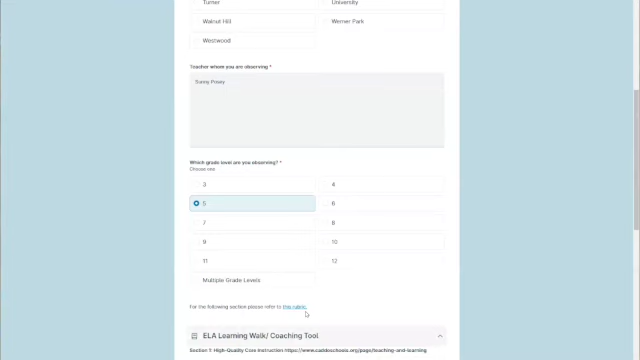 Turner
University
Walnut Hill
Werner Park
Westwood
Teacher whom you are observing *
Sunny Posey
Which grade level are you observing? *
Choose one
3
4
5
6
7
8
9
10
11
12
Multiple Grade Levels
For the following section please refer to this rubric.
ELA Learning Walk/ Coaching Tool
Section 1: High-Quality Core Instruction https://www.caddoschools.org/page/teaching-and-learning